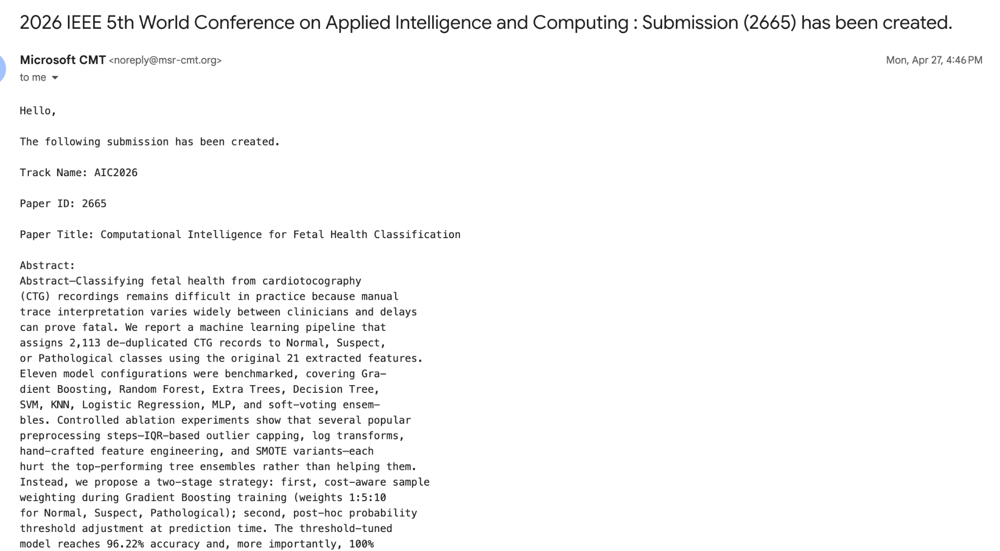 2026 IEEE 5th World Conference on Applied Intelligence and Computing : Submission (2665) has been created.
Microsoft CMT <noreply@msr-cmt.org>
Mon, Apr 27, 4:46 PM
to me
Hello,
The following submission has been created.
Track Name: AIC2026
Paper ID: 2665
Paper Title: Computational Intelligence for Fetal Health Classification
Abstract:
Abstract—Classifying fetal health from cardiotocography
(CTG) recordings remains difficult in practice because manual
trace interpretation varies widely between clinicians and delays
can prove fatal. We report a machine learning pipeline that
assigns 2,113 de-duplicated CTG records to Normal, Suspect,
or Pathological classes using the original 21 extracted features.
Eleven model configurations were benchmarked, covering Gra-
dient Boosting, Random Forest, Extra Trees, Decision Tree,
SVM, KNN, Logistic Regression, MLP, and soft-voting ensem-
bles. Controlled ablation experiments show that several popular
preprocessing steps—IQR-based outlier capping, log transforms,
hand-crafted feature engineering, and SMOTE variants—each
hurt the top-performing tree ensembles rather than helping them.
Instead, we propose a two-stage strategy: first, cost-aware sample
weighting during Gradient Boosting training (weights 1:5:10
for Normal, Suspect, Pathological); second, post-hoc probability
threshold adjustment at prediction time. The threshold-tuned
model reaches 96.22% accuracy and, more importantly, 100%